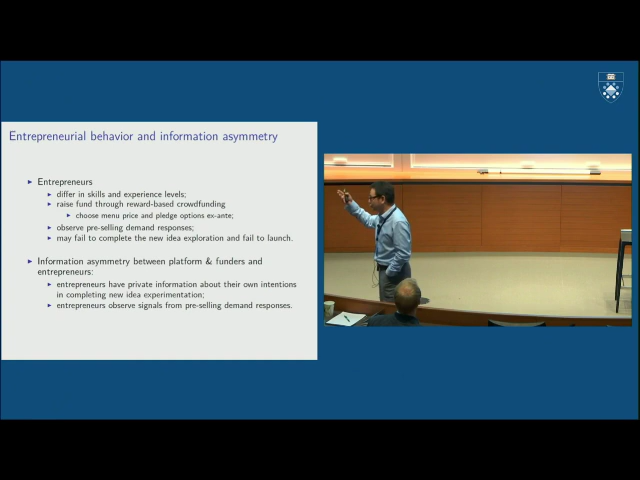 Entrepreneurial behavior and information asymmetry
Entrepreneurs
differ in skills and experience levels;
raise fund through reward-based crowdfunding
choose menu price and pledge options ex-ante;
observe pre-selling demand responses;
may fail to complete the new idea exploration and fail to launch.
Information asymmetry between platform & funders and
entrepreneurs:
entrepreneurs have private information about their own intentions
in completing new idea experimentation;
entrepreneurs observe signals from pre-selling demand responses.